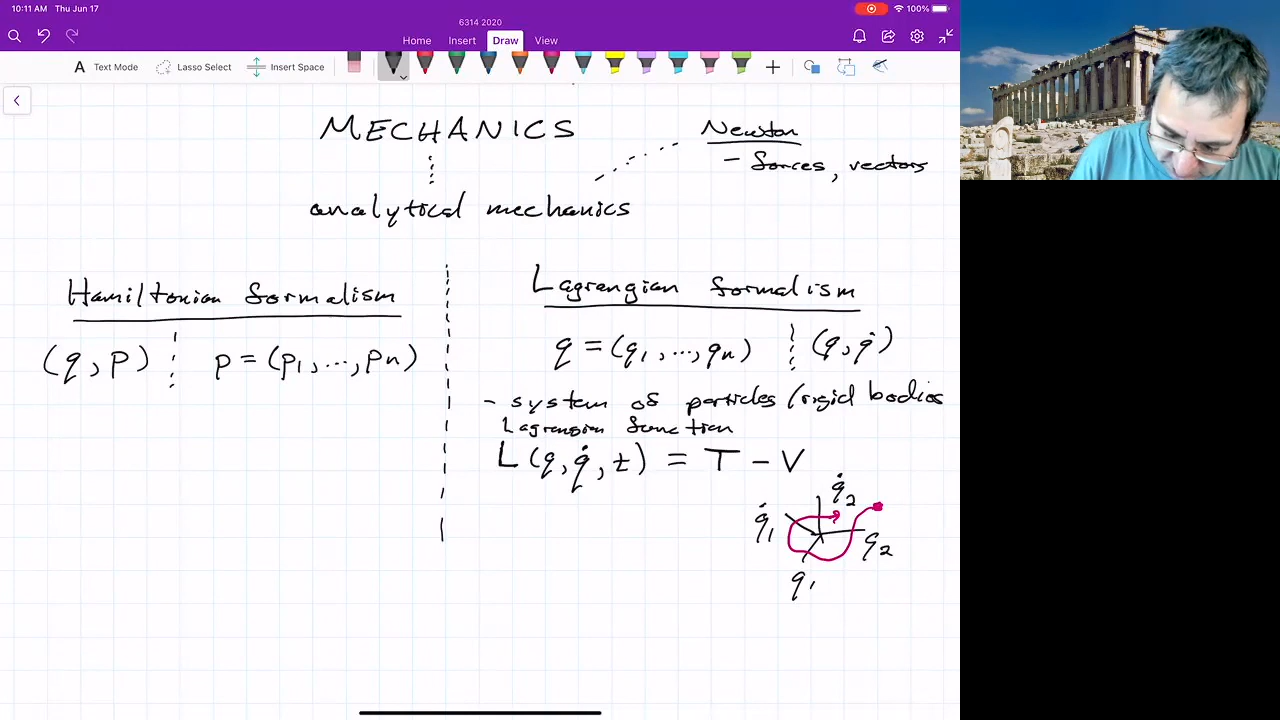 10:11 AM Thu Jun 17
100%
6314 2020
Home Insert Draw View
A Text Mode Lasso Select Insert Space
MECHANICS
Newton
- forces, vectors
analytical mechanics
Hamiltonian formalism
(q, p) p = (p₁, ..., pn)
Lagrangian formalism
q = (q₁, ..., qn) (q, q̇)
- system of particles/rigid bodies
Lagrangian function
L(q, q̇, t) = T - V
q̇₂
q̇₁
q₂
q₁